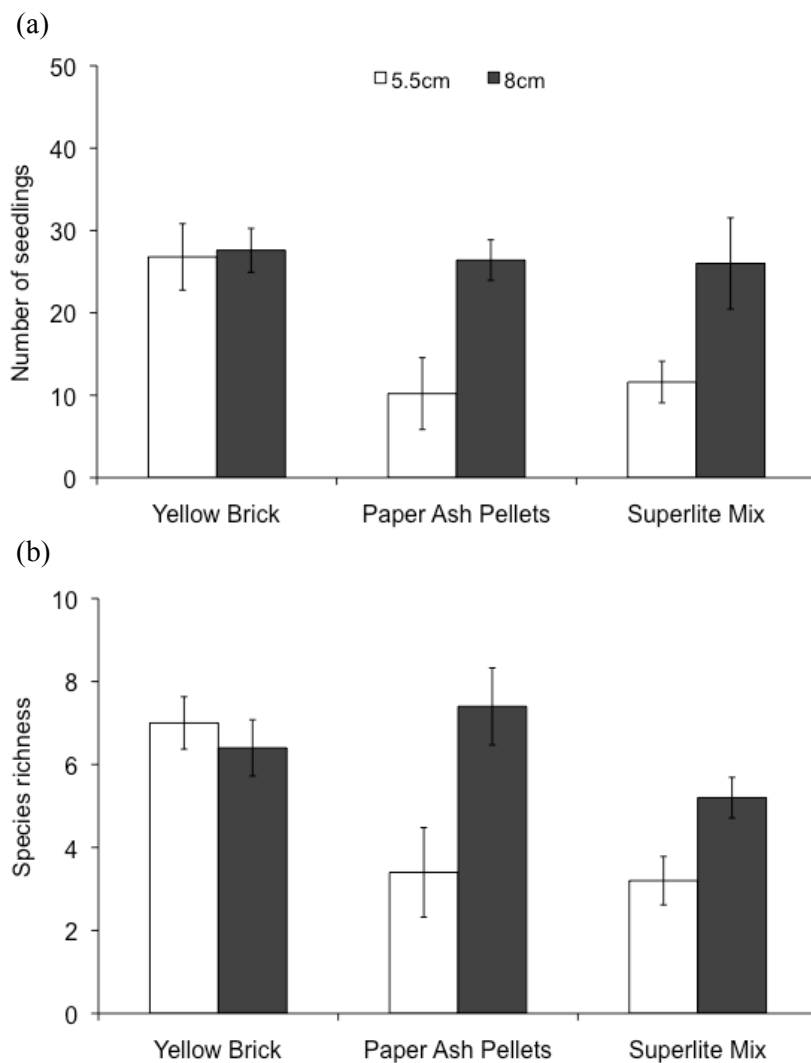 (a)
50
5.5cm 8cm
40
30
20
10
0
Number of seedlings
Yellow Brick Paper Ash Pellets Superlite Mix
(b)
10
8
6
4
2
0
Species richness
Yellow Brick Paper Ash Pellets Superlite Mix